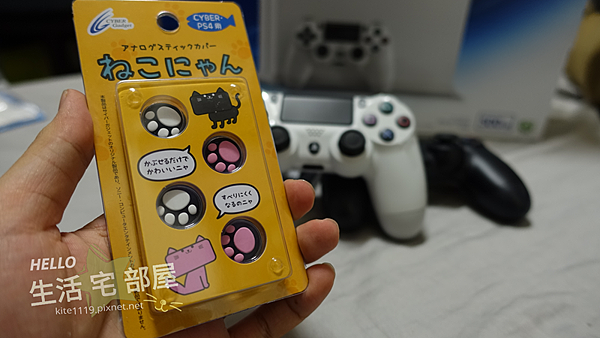 CYBER
Gadget
CYBER・
PS4用
アナログスティックカバー
ねこにゃん
かぶせるだけで
かわいいニャ
すべりにくく
なるのニャ
HELLO
生活宅部屋
kite1119.pixnet.net